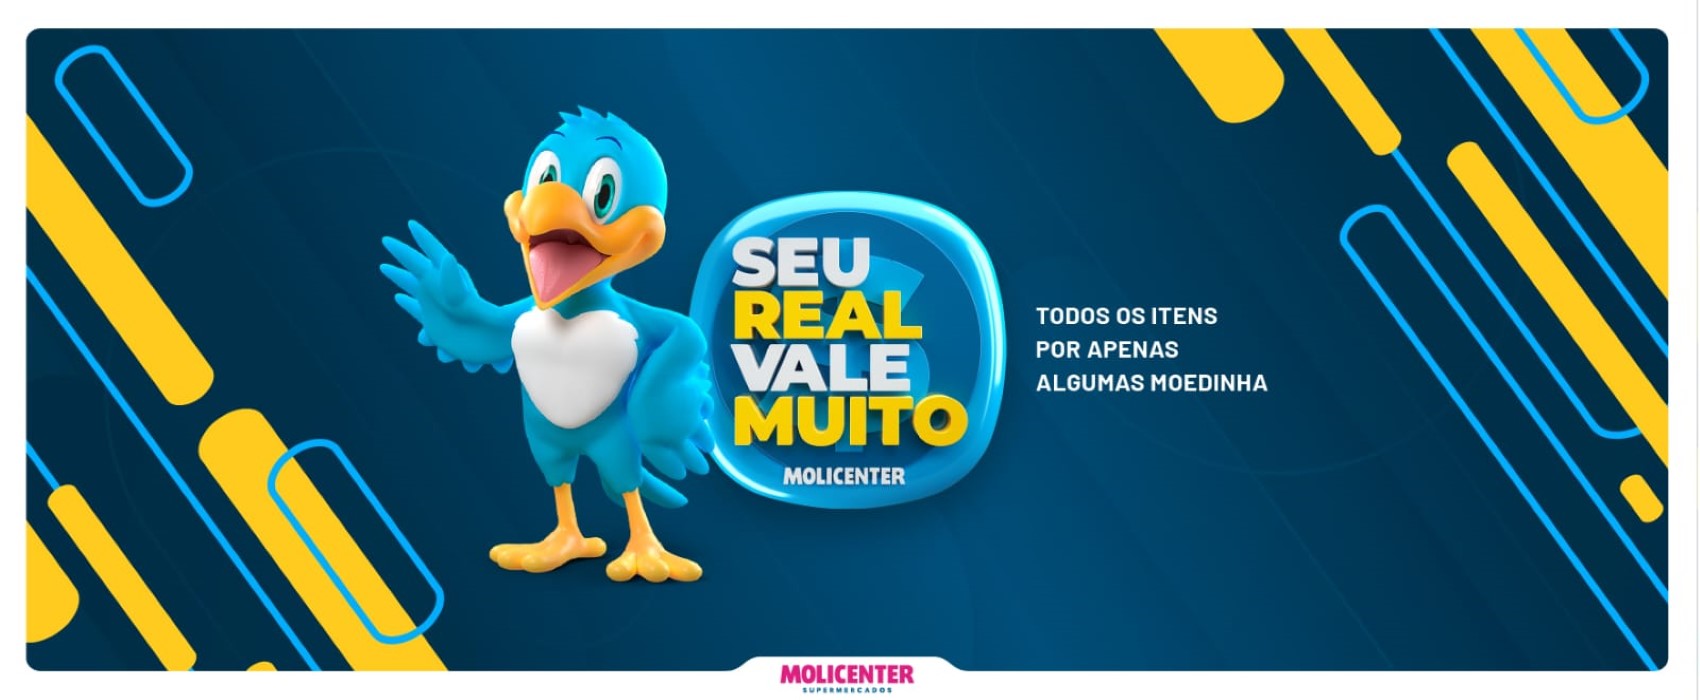 SEU
REAL
VALE
MUITO
MOLICENTER
TODOS OS ITENS
POR APENAS
ALGUMAS MOEDINHA
MOLICENTER
SUPERMERCADOS